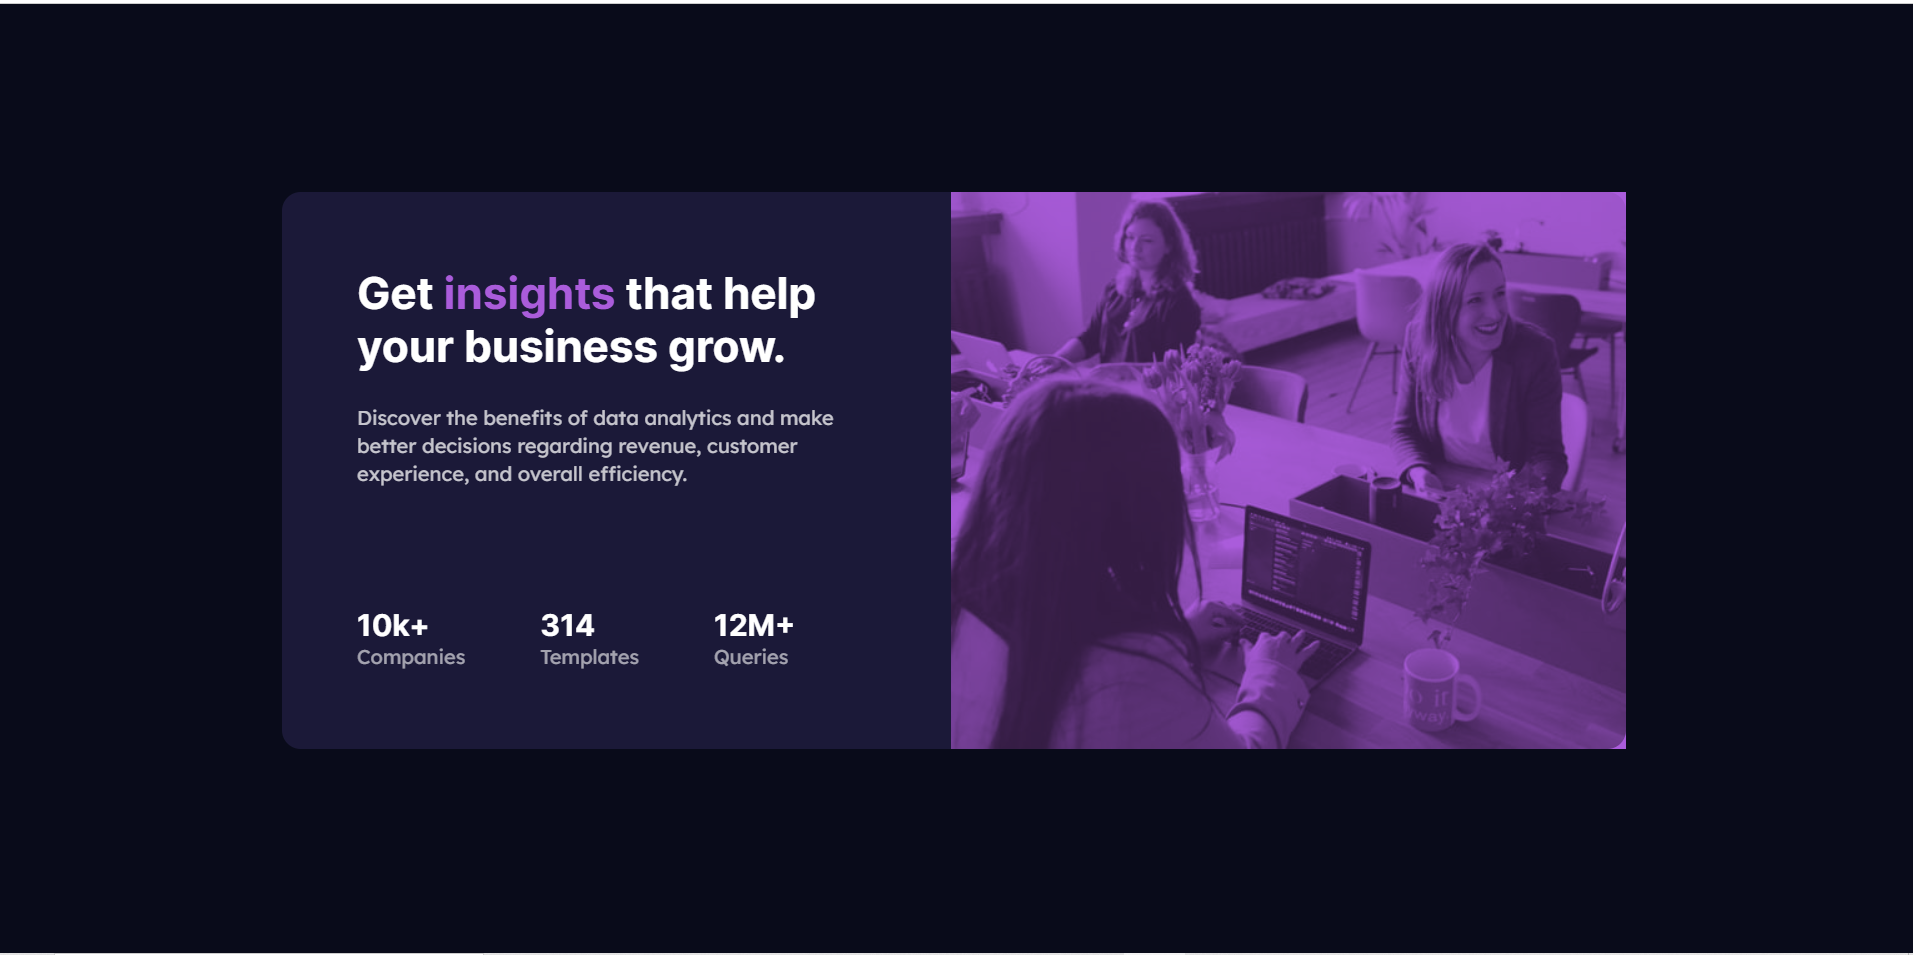 Get insights that help
your business grow.
Discover the benefits of data analytics and make
better decisions regarding revenue, customer
experience, and overall efficiency.
10k+ 314 12M+
Companies Templates Queries